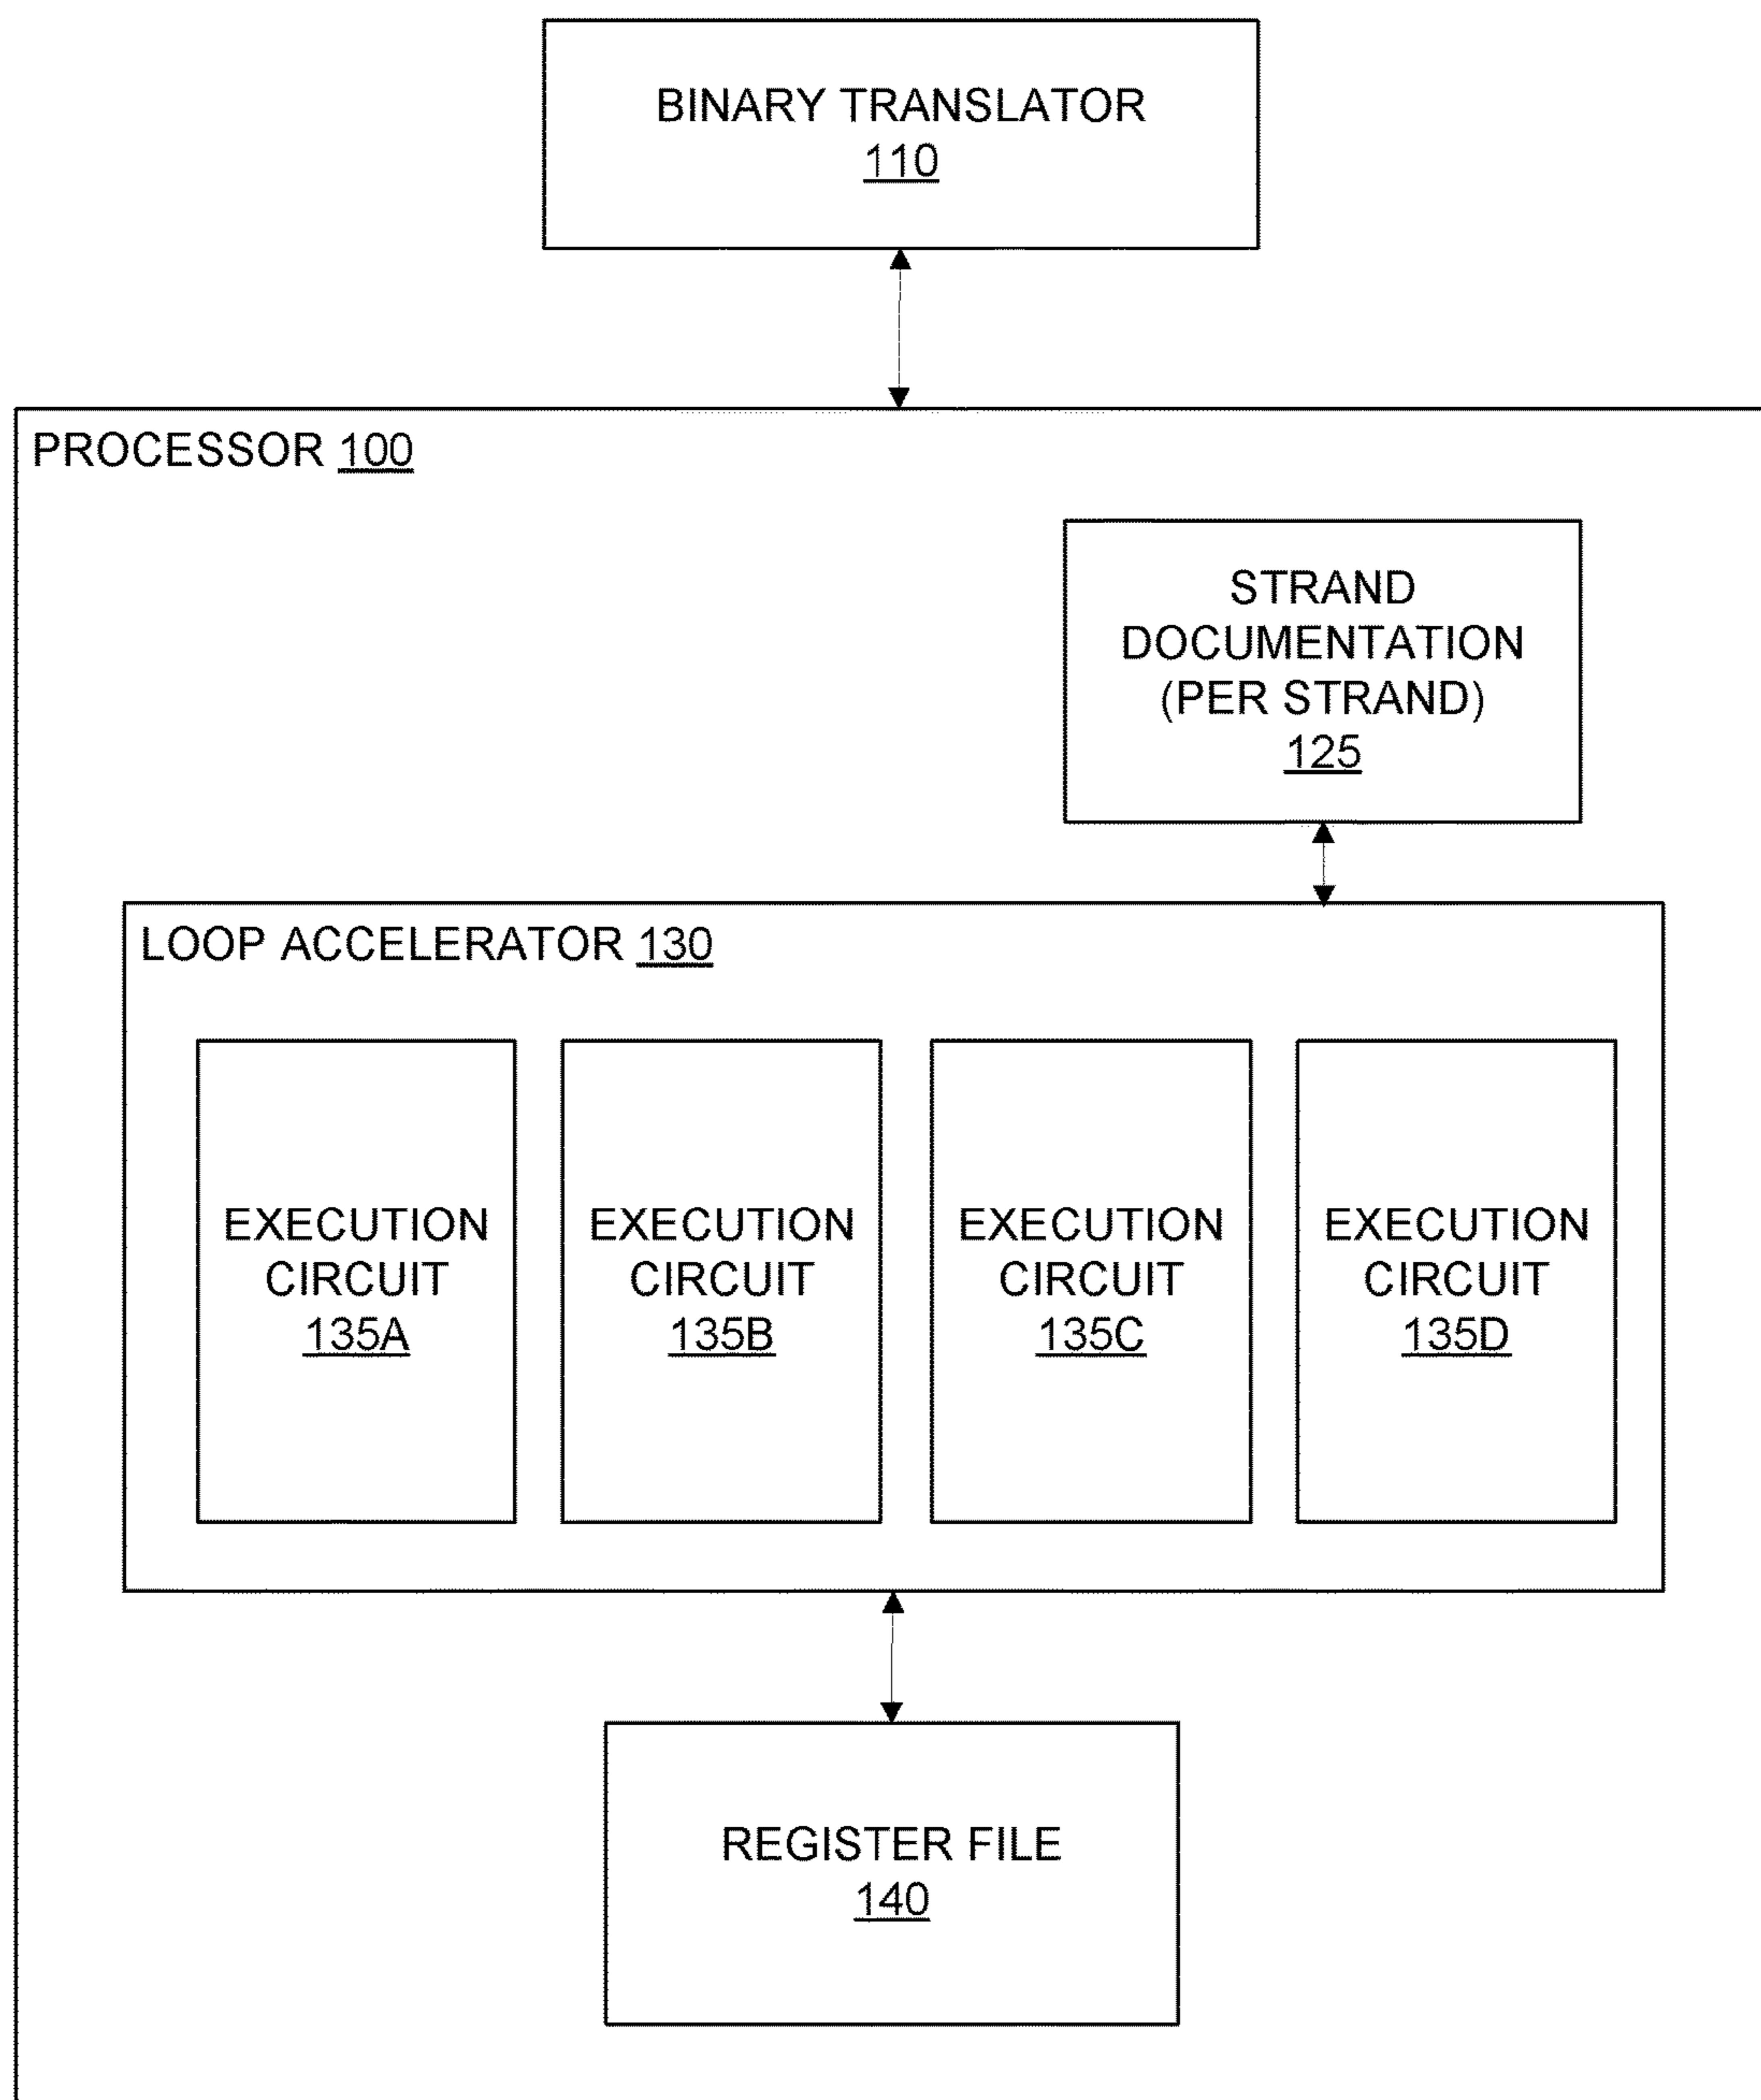 BINARY TRANSLATOR
110
PROCESSOR 100
STRAND
DOCUMENTATION
(PER STRAND)
125
LOOP ACCELERATOR 130
EXECUTION
CIRCUIT
135A
EXECUTION
CIRCUIT
135B
EXECUTION
CIRCUIT
135C
EXECUTION
CIRCUIT
135D
REGISTER FILE
140